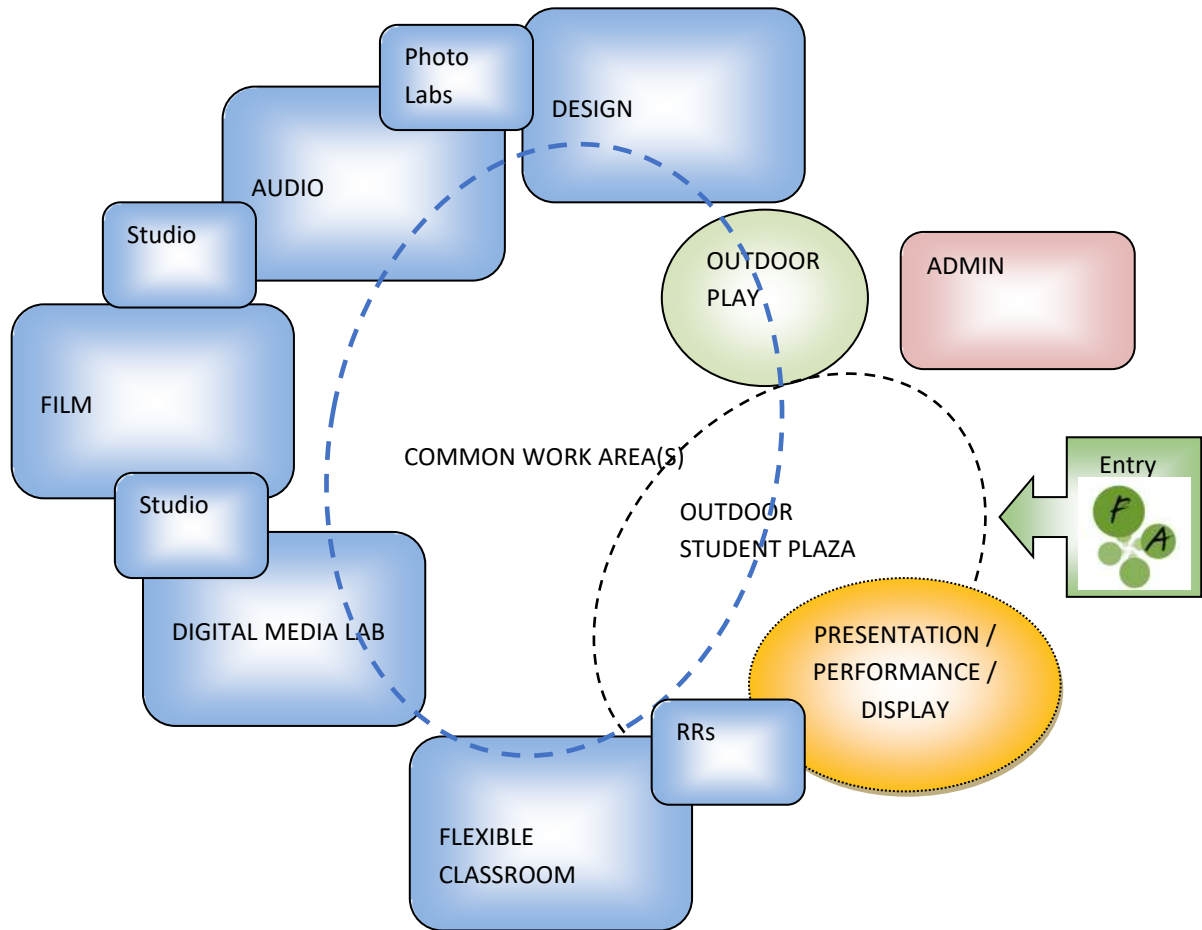 Photo
Labs
DESIGN
AUDIO
Studio
OUTDOOR
PLAY
ADMIN
FILM
COMMON WORK AREA(S)
Entry
F
A
Studio
OUTDOOR
STUDENT PLAZA
DIGITAL MEDIA LAB
PRESENTATION /
PERFORMANCE /
DISPLAY
RRs
FLEXIBLE
CLASSROOM